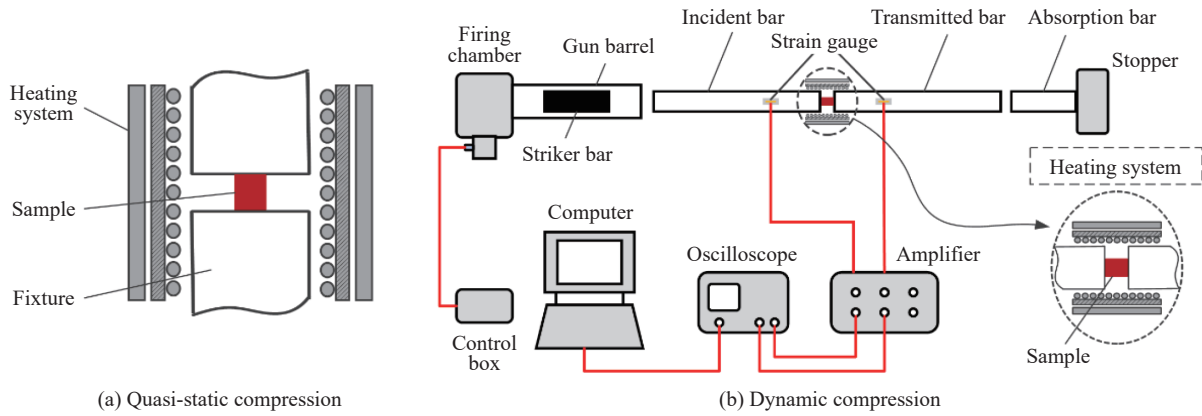 Heating
system
Sample
Fixture
(a) Quasi-static compression
Firing
chamber
Gun barrel
Striker bar
Incident bar
Strain gauge
Transmitted bar
Absorption bar
Stopper
Heating system
Computer
Oscilloscope
Amplifier
Control
box
Sample
(b) Dynamic compression